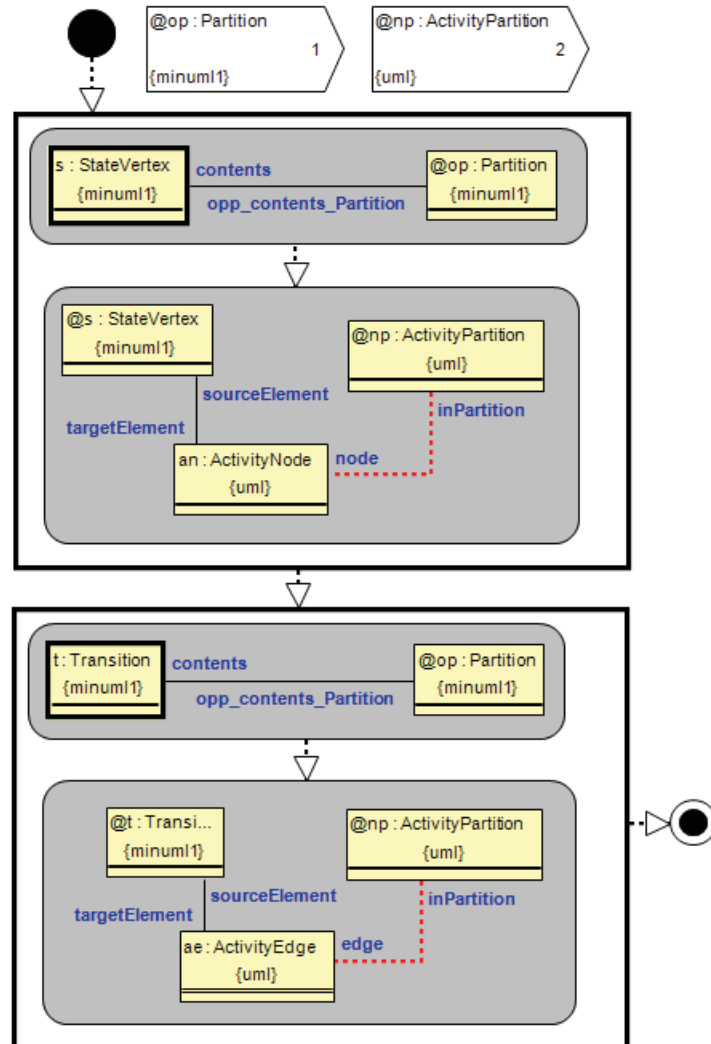 @op : Partition
1
{minuml1}
@np : ActivityPartition
2
{uml}
s : StateVertex
{minuml1}
contents
opp_contents_Partition
@op : Partition
{minuml1}
@s : StateVertex
{minuml1}
@np : ActivityPartition
{uml}
sourceElement
inPartition
targetElement
an : ActivityNode
{uml}
node
t : Transition
{minuml1}
contents
opp_contents_Partition
@op : Partition
{minuml1}
@t : Transi...
{minuml1}
@np : ActivityPartition
{uml}
sourceElement
inPartition
targetElement
ae : ActivityEdge
{uml}
edge